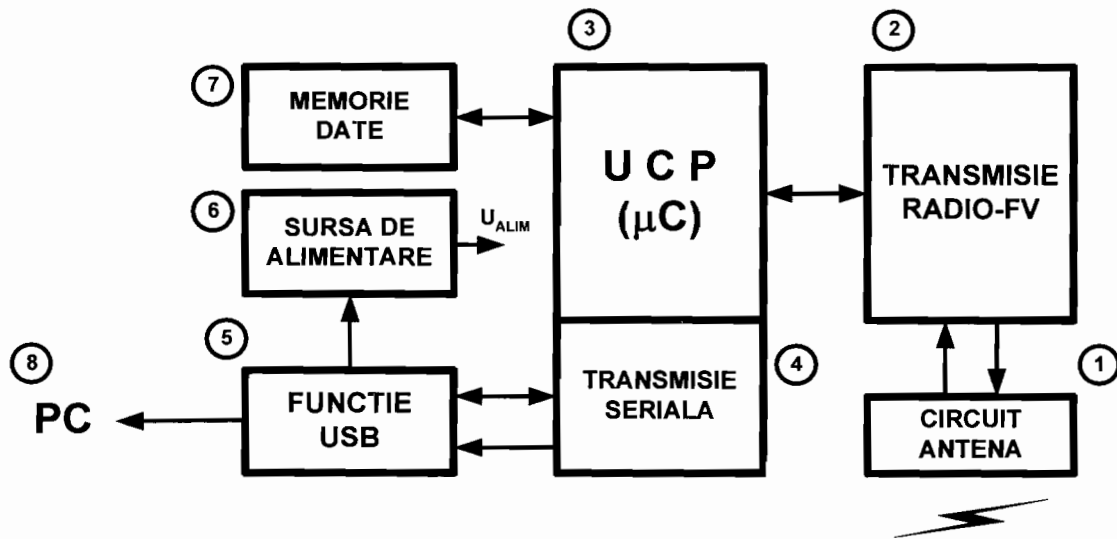 3
2
7
MEMORIE
DATE
U C P
(μC)
TRANSMISIE
RADIO-FV
6
SURSA DE
ALIMENTARE
U_ALIM
5
FUNCTIE
USB
8
PC
TRANSMISIE
SERIALA
4
1
CIRCUIT
ANTENA